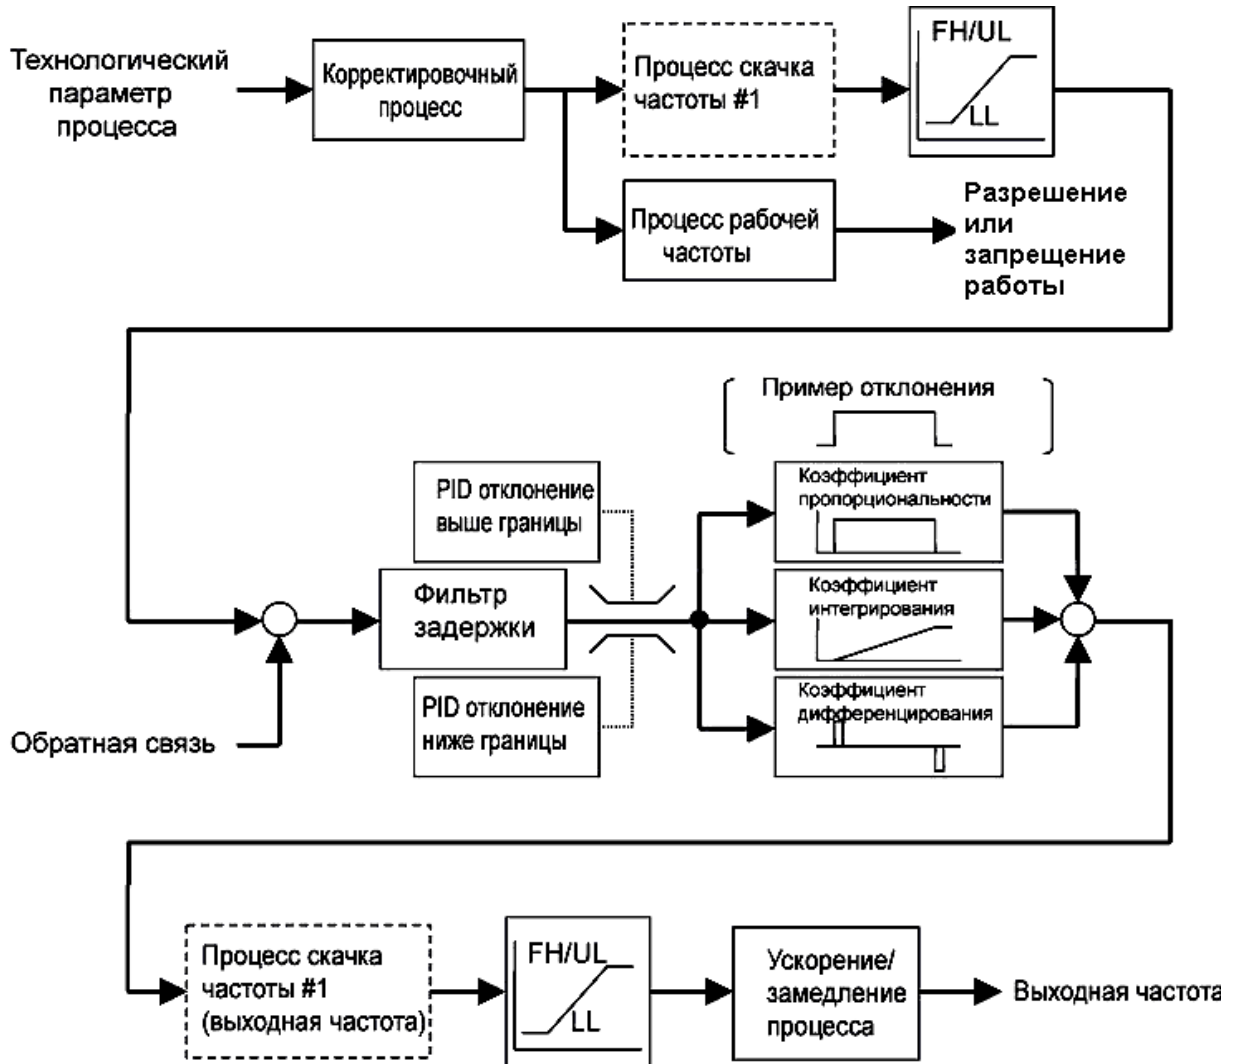 Технологический
параметр
процесса
Корректировочный
процесс
Процесс скачка
частоты #1
FH/UL
LL
Процесс рабочей
частоты
Разрешение
или
запрещение
работы
Пример отклонения
PID отклонение
выше границы
Коэффициент
пропорциональности
Фильтр
задержки
Коэффициент
интегрирования
PID отклонение
ниже границы
Коэффициент
дифференцирования
Обратная связь
Процесс скачка
частоты #1
(выходная частота)
FH/UL
LL
Ускорение/
замедление
процесса
Выходная частота